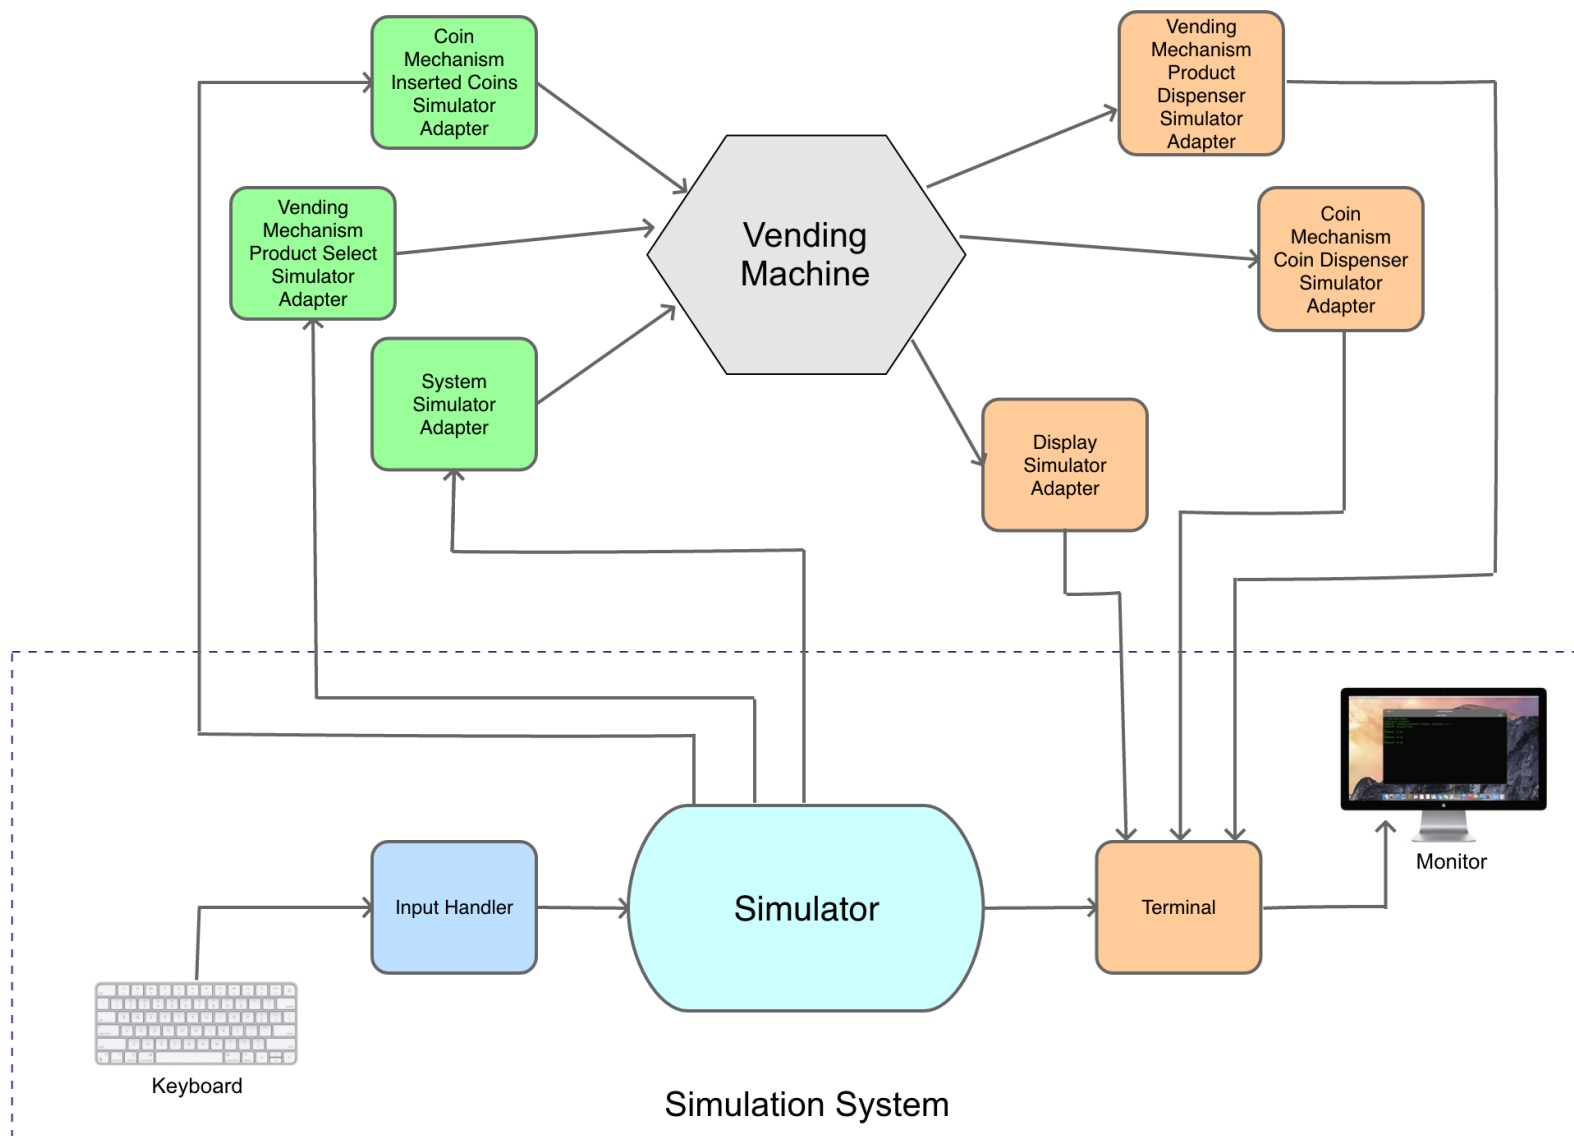 Coin
Mechanism
Inserted Coins
Simulator
Adapter
Vending
Mechanism
Product
Dispenser
Simulator
Adapter
Vending
Mechanism
Product Select
Simulator
Adapter
Vending
Machine
Coin
Mechanism
Coin Dispenser
Simulator
Adapter
System
Simulator
Adapter
Display
Simulator
Adapter
Input Handler
Simulator
Terminal
Monitor
Keyboard
Simulation System